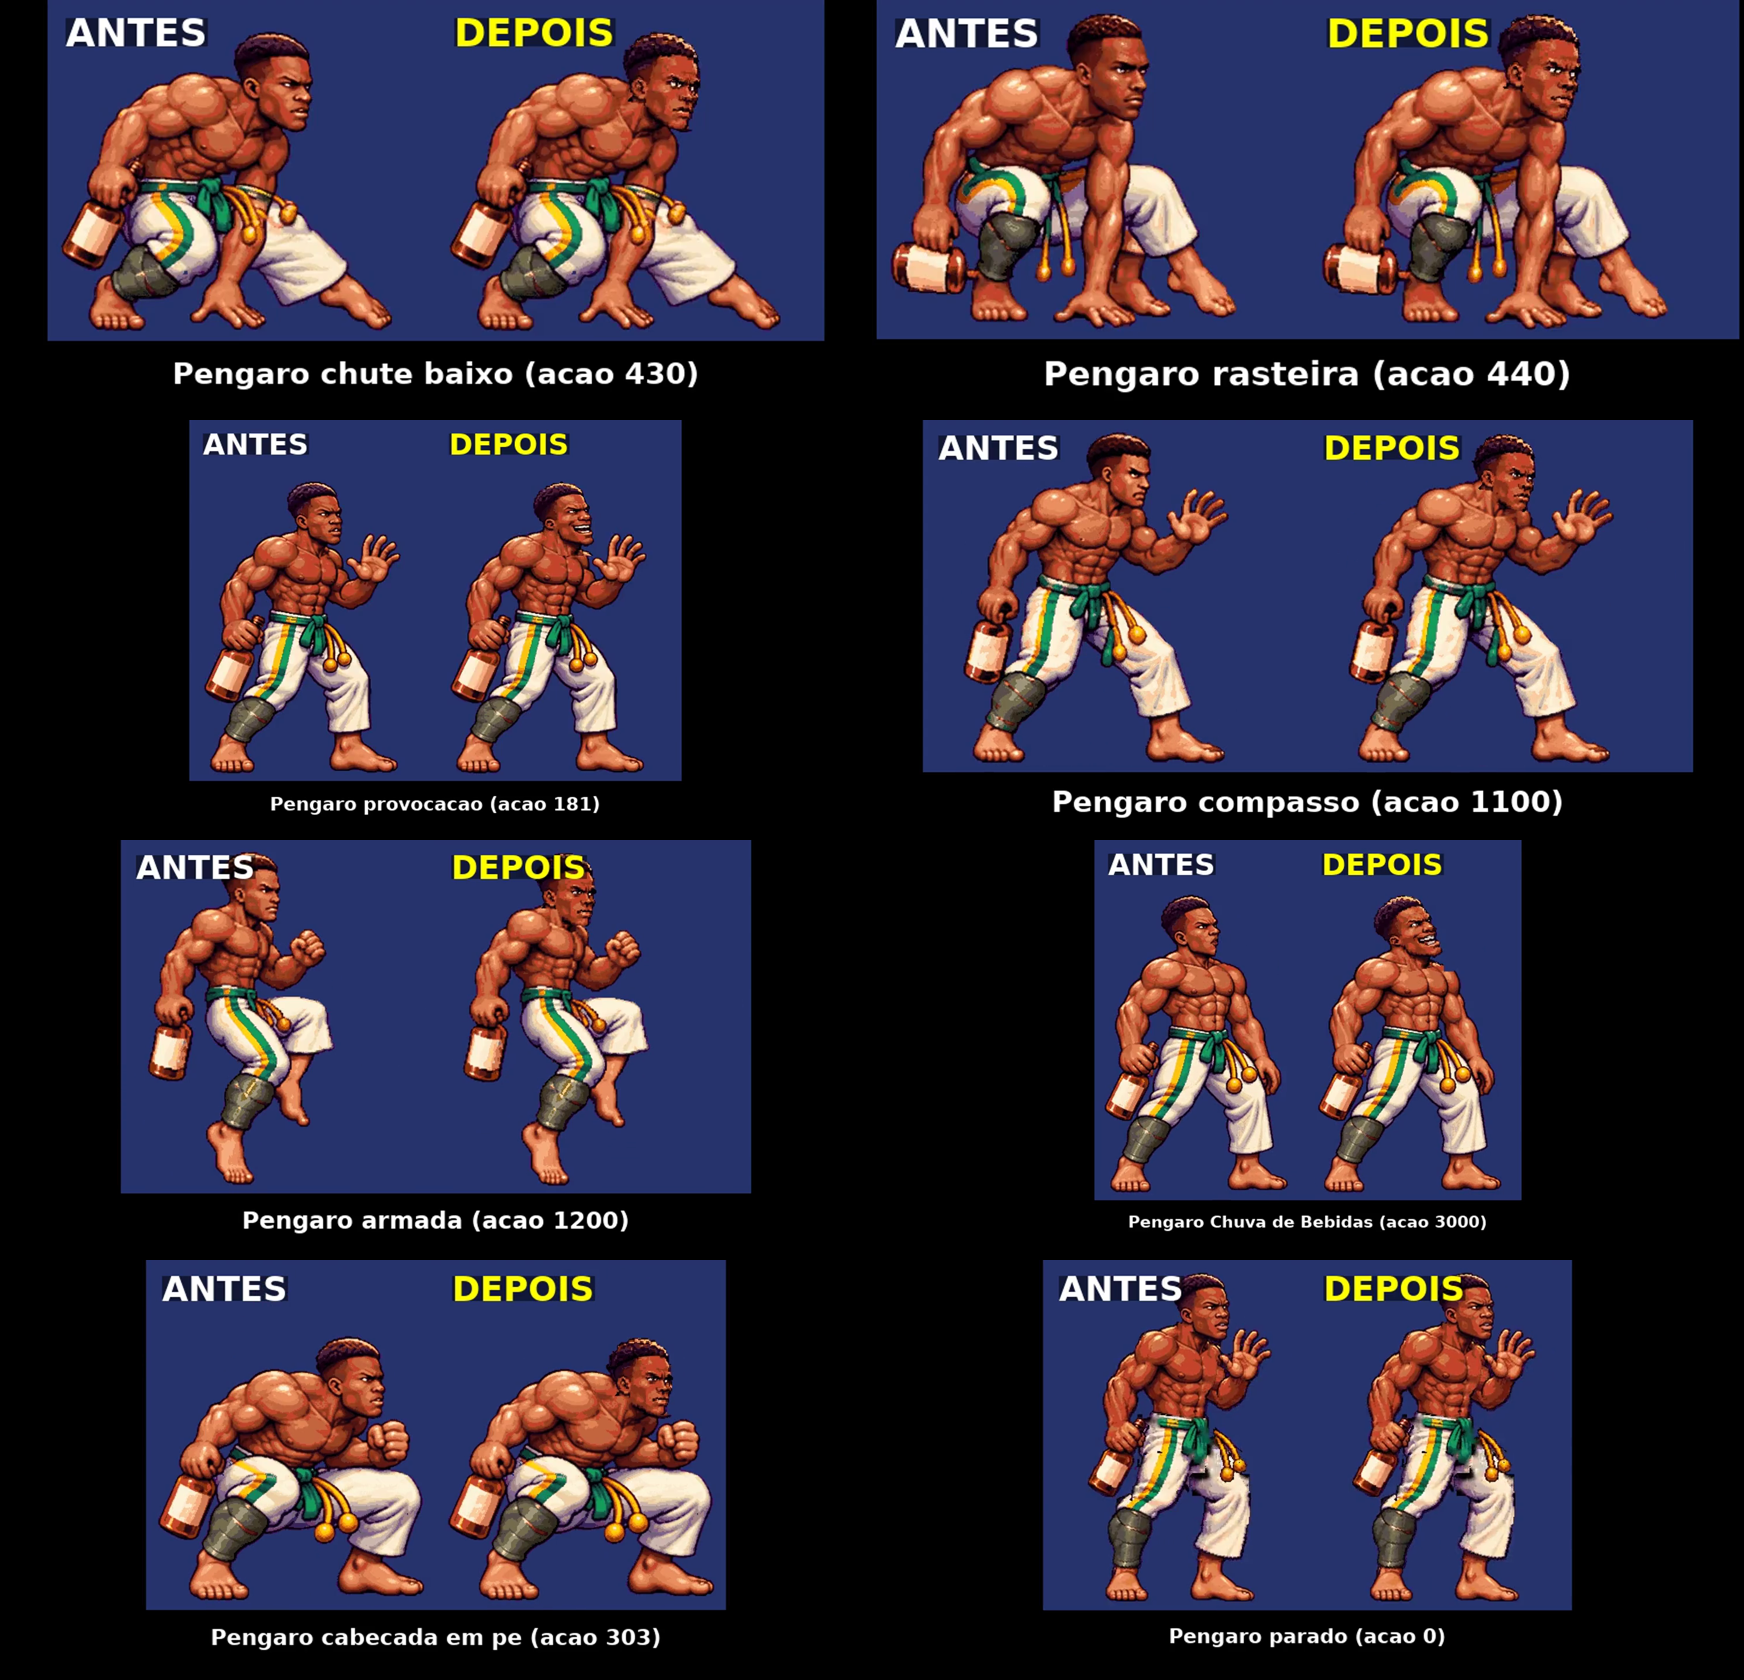 ANTES DEPOIS
ANTES DEPOIS
Pengaro chute baixo (acao 430)
Pengaro rasteira (acao 440)
ANTES DEPOIS
ANTES DEPOIS
Pengaro provocacao (acao 181)
Pengaro compasso (acao 1100)
ANTES DEPOIS
ANTES DEPOIS
Pengaro armada (acao 1200)
Pengaro Chuva de Bebidas (acao 3000)
ANTES DEPOIS
ANTES DEPOIS
Pengaro cabecada em pe (acao 303)
Pengaro parado (acao 0)